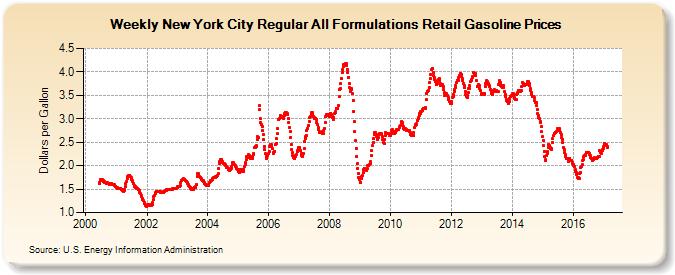 Weekly New York City Regular All Formulations Retail Gasoline Prices
Dollars per Gallon
4.5
4.0
3.5
3.0
2.5
2.0
1.5
1.0
2000 2002 2004 2006 2008 2010 2012 2014 2016
Source: U.S. Energy Information Administration